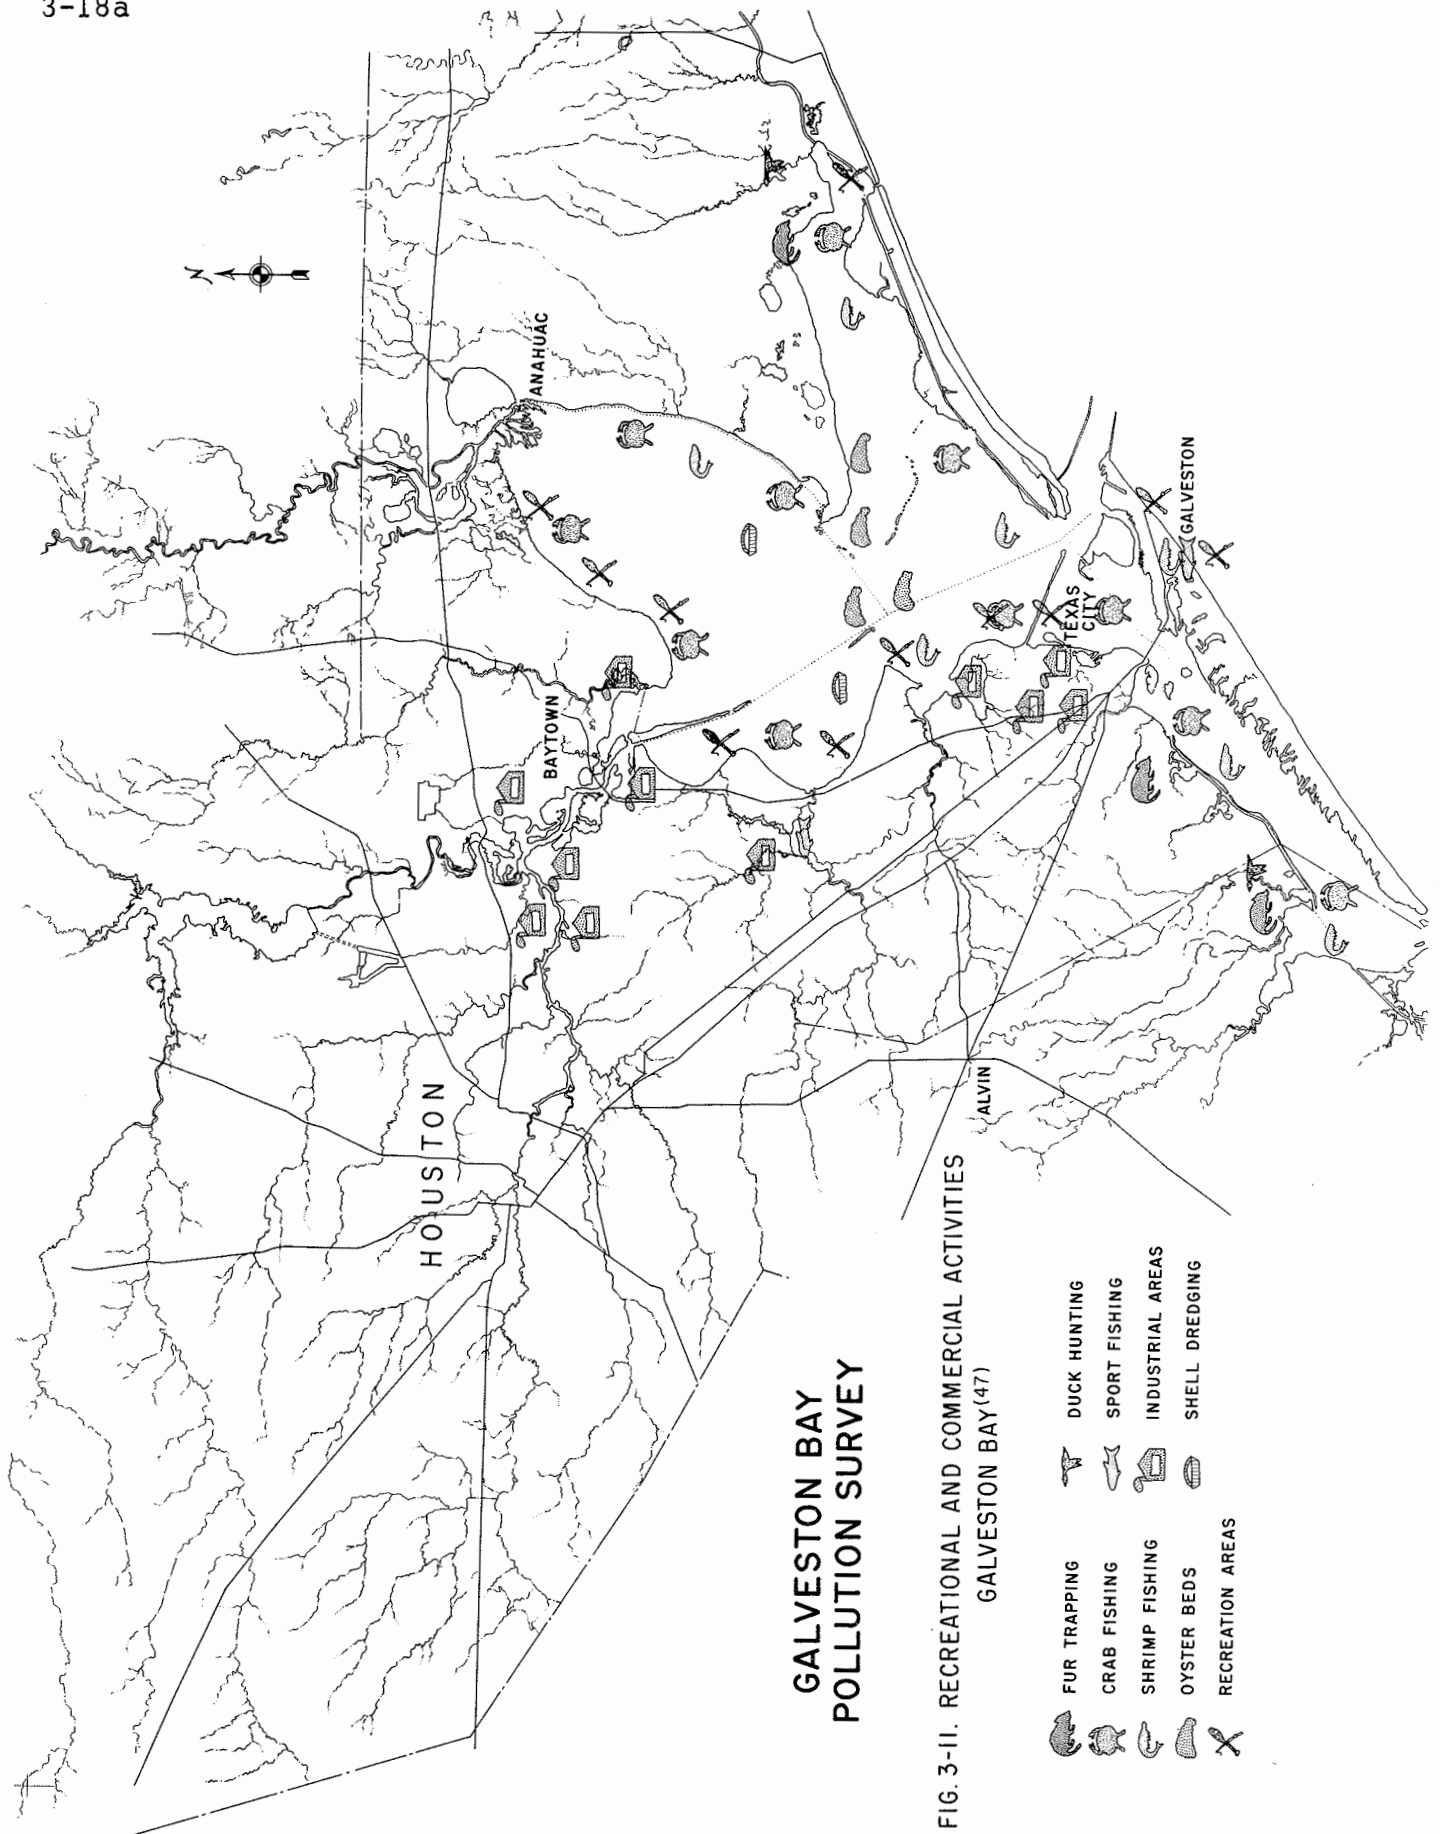 3-18a
N
ANAHUAC
BAYTOWN
HOUSTON
TEXAS
CITY
GALVESTON
ALVIN
GALVESTON BAY
POLLUTION SURVEY
FIG. 3-11. RECREATIONAL AND COMMERCIAL ACTIVITIES
GALVESTON BAY(47)
FUR TRAPPING
CRAB FISHING
SHRIMP FISHING
OYSTER BEDS
RECREATION AREAS
DUCK HUNTING
SPORT FISHING
INDUSTRIAL AREAS
SHELL DREDGING